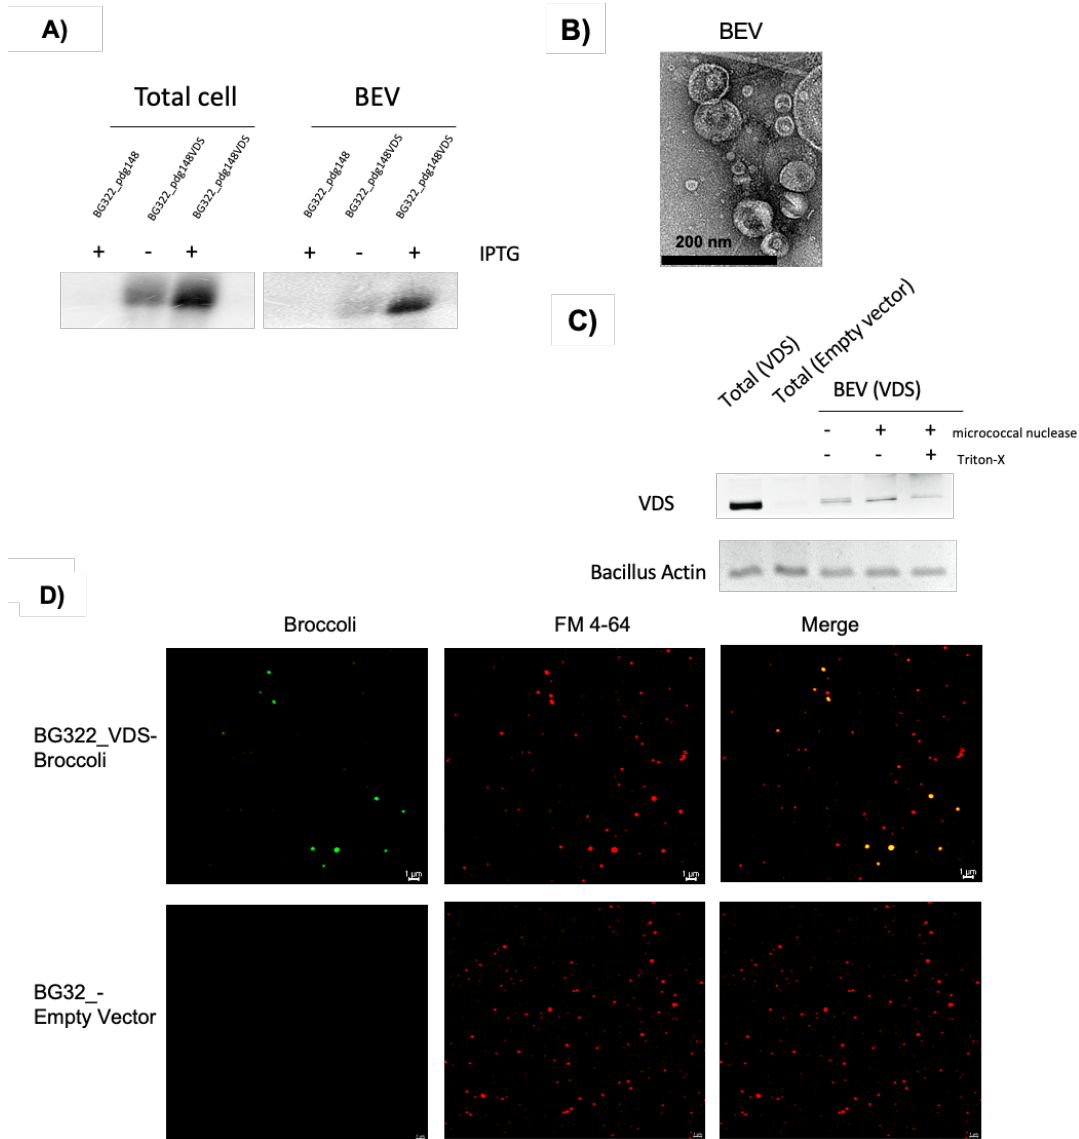 A)
Total cell
BEV
BG322_pdg148
BG322_pdg148VDS
BG322_pdg148VDS
BG322_pdg148
BG322_pdg148VDS
BG322_pdg148VDS
+ - + + - + IPTG
B)
BEV
200 nm
C)
Total (VDS)
Total (Empty vector)
BEV (VDS)
- + + micrococcal nuclease
- - + Triton-X
VDS
Bacillus Actin
D)
Broccoli FM 4-64 Merge
BG322_VDS-
Broccoli
1 µm 1 µm 1 µm
BG32_-
Empty Vector